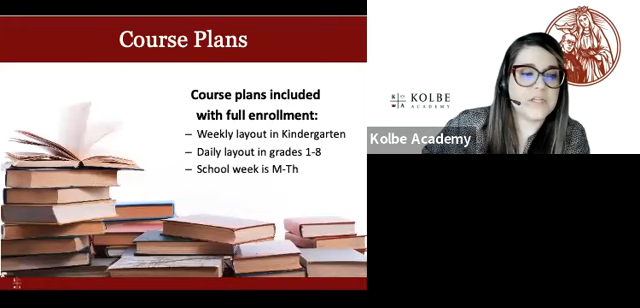 Course Plans
Course plans included
with full enrollment:
– Weekly layout in Kindergarten
– Daily layout in grades 1-8
– School week is M-Th
K O
A
KOLBE
ACADEMY
Kolbe Academy